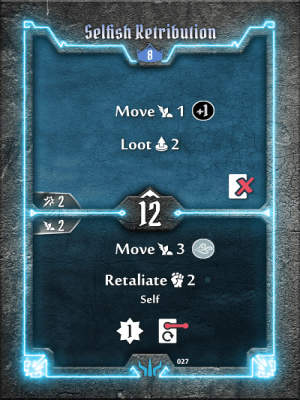 Selfish Retribution
8
Move 1 +1
Loot 2
2
12
2
Move 3
Retaliate 2
Self
1
027